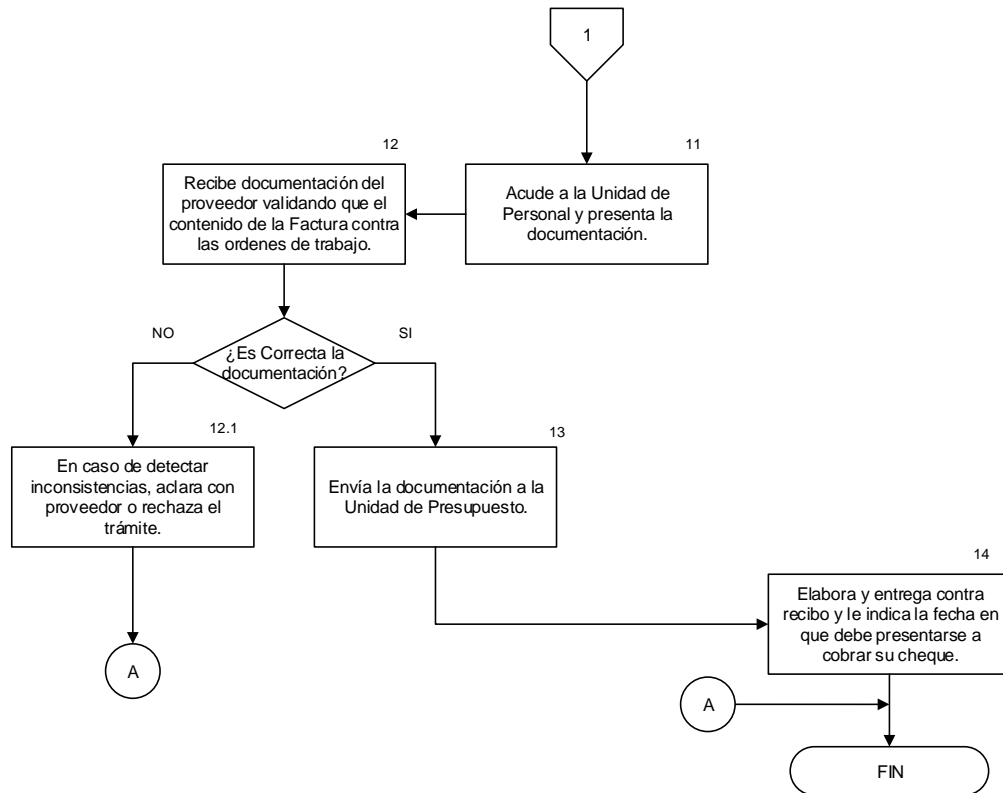 1
11
Acude a la Unidad de
Personal y presenta la
documentación.
12
Recibe documentación del
proveedor validando que el
contenido de la Factura contra
las ordenes de trabajo.
¿Es Correcta la
documentación?
NO
SI
12.1
En caso de detectar
inconsistencias, aclara con
proveedor o rechaza el
trámite.
A
13
Envía la documentación a la
Unidad de Presupuesto.
14
Elabora y entrega contra
recibo y le indica la fecha en
que debe presentarse a
cobrar su cheque.
A
FIN